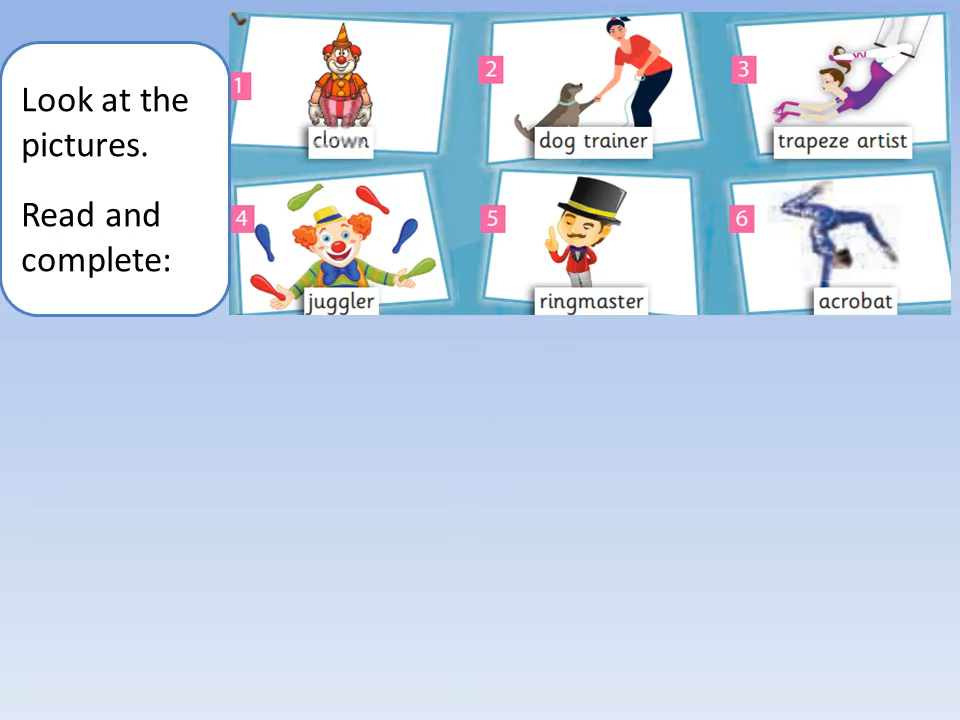 Look at the
pictures.
Read and
complete:
1
clown
2
dog trainer
3
trapeze artist
4
juggler
5
ringmaster
6
acrobat